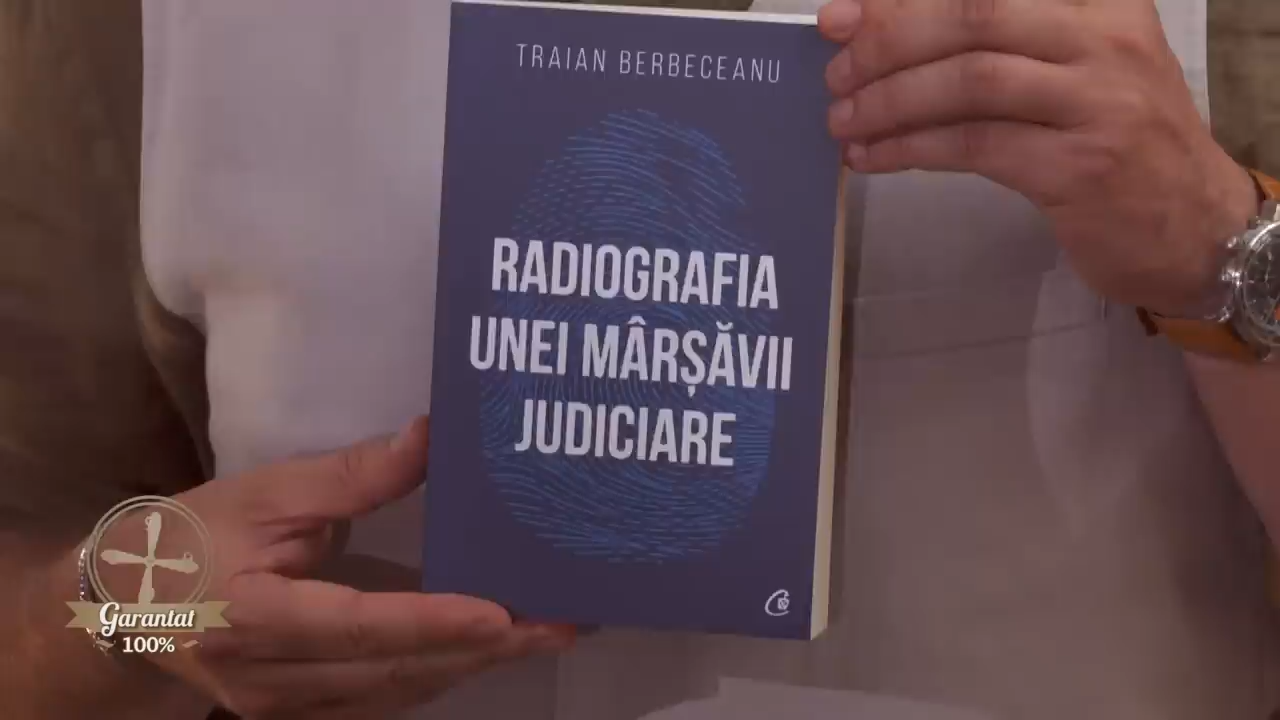 TRAIAN BERBECEANU
RADIOGRAFIA
UNEI MÂRȘĂVII
JUDICIARE
Garantat
100%